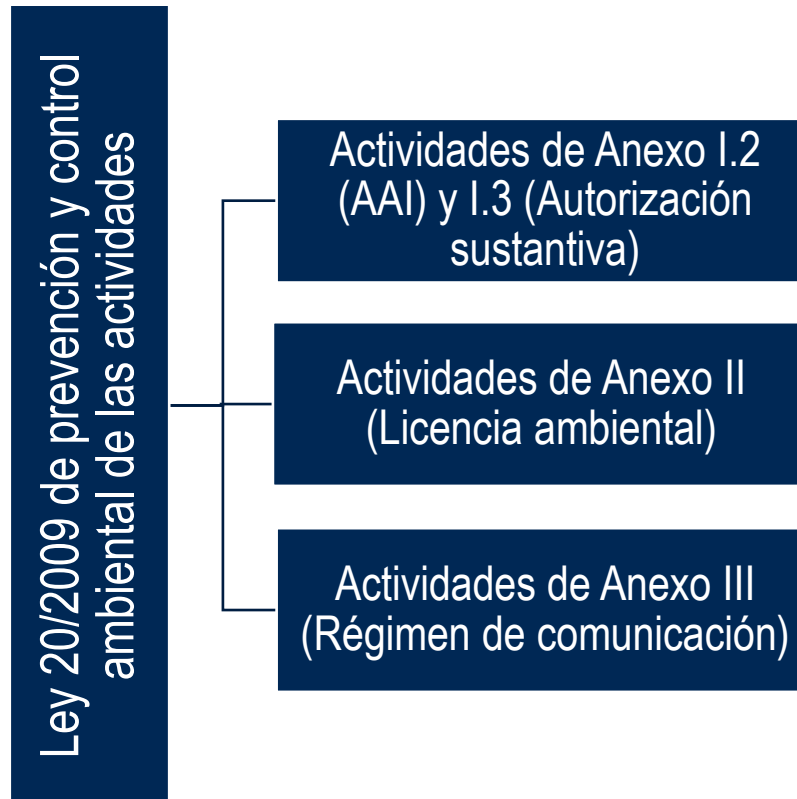 Ley 20/2009 de prevención y control
ambiental de las actividades
Actividades de Anexo I.2
(AAI) y I.3 (Autorización
sustantiva)
Actividades de Anexo II
(Licencia ambiental)
Actividades de Anexo III
(Régimen de comunicación)